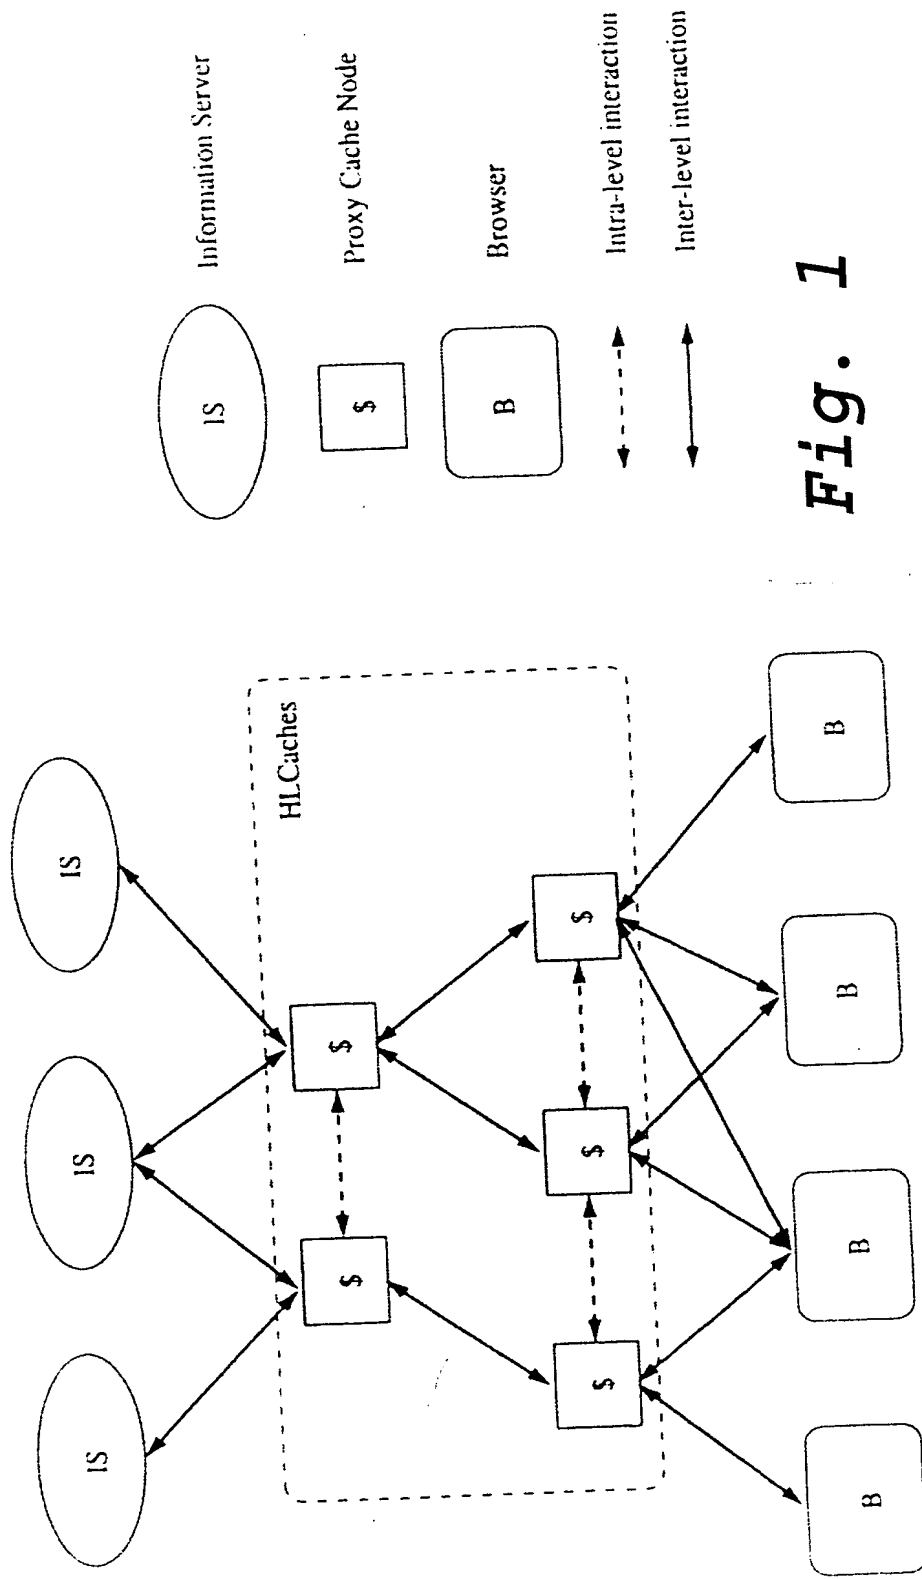 IS
IS
IS
HLCaches
$
$
$
$
$
B
B
B
B
IS
Information Server
$
Proxy Cache Node
B
Browser
Intra-level interaction
Inter-level interaction
Fig. 1